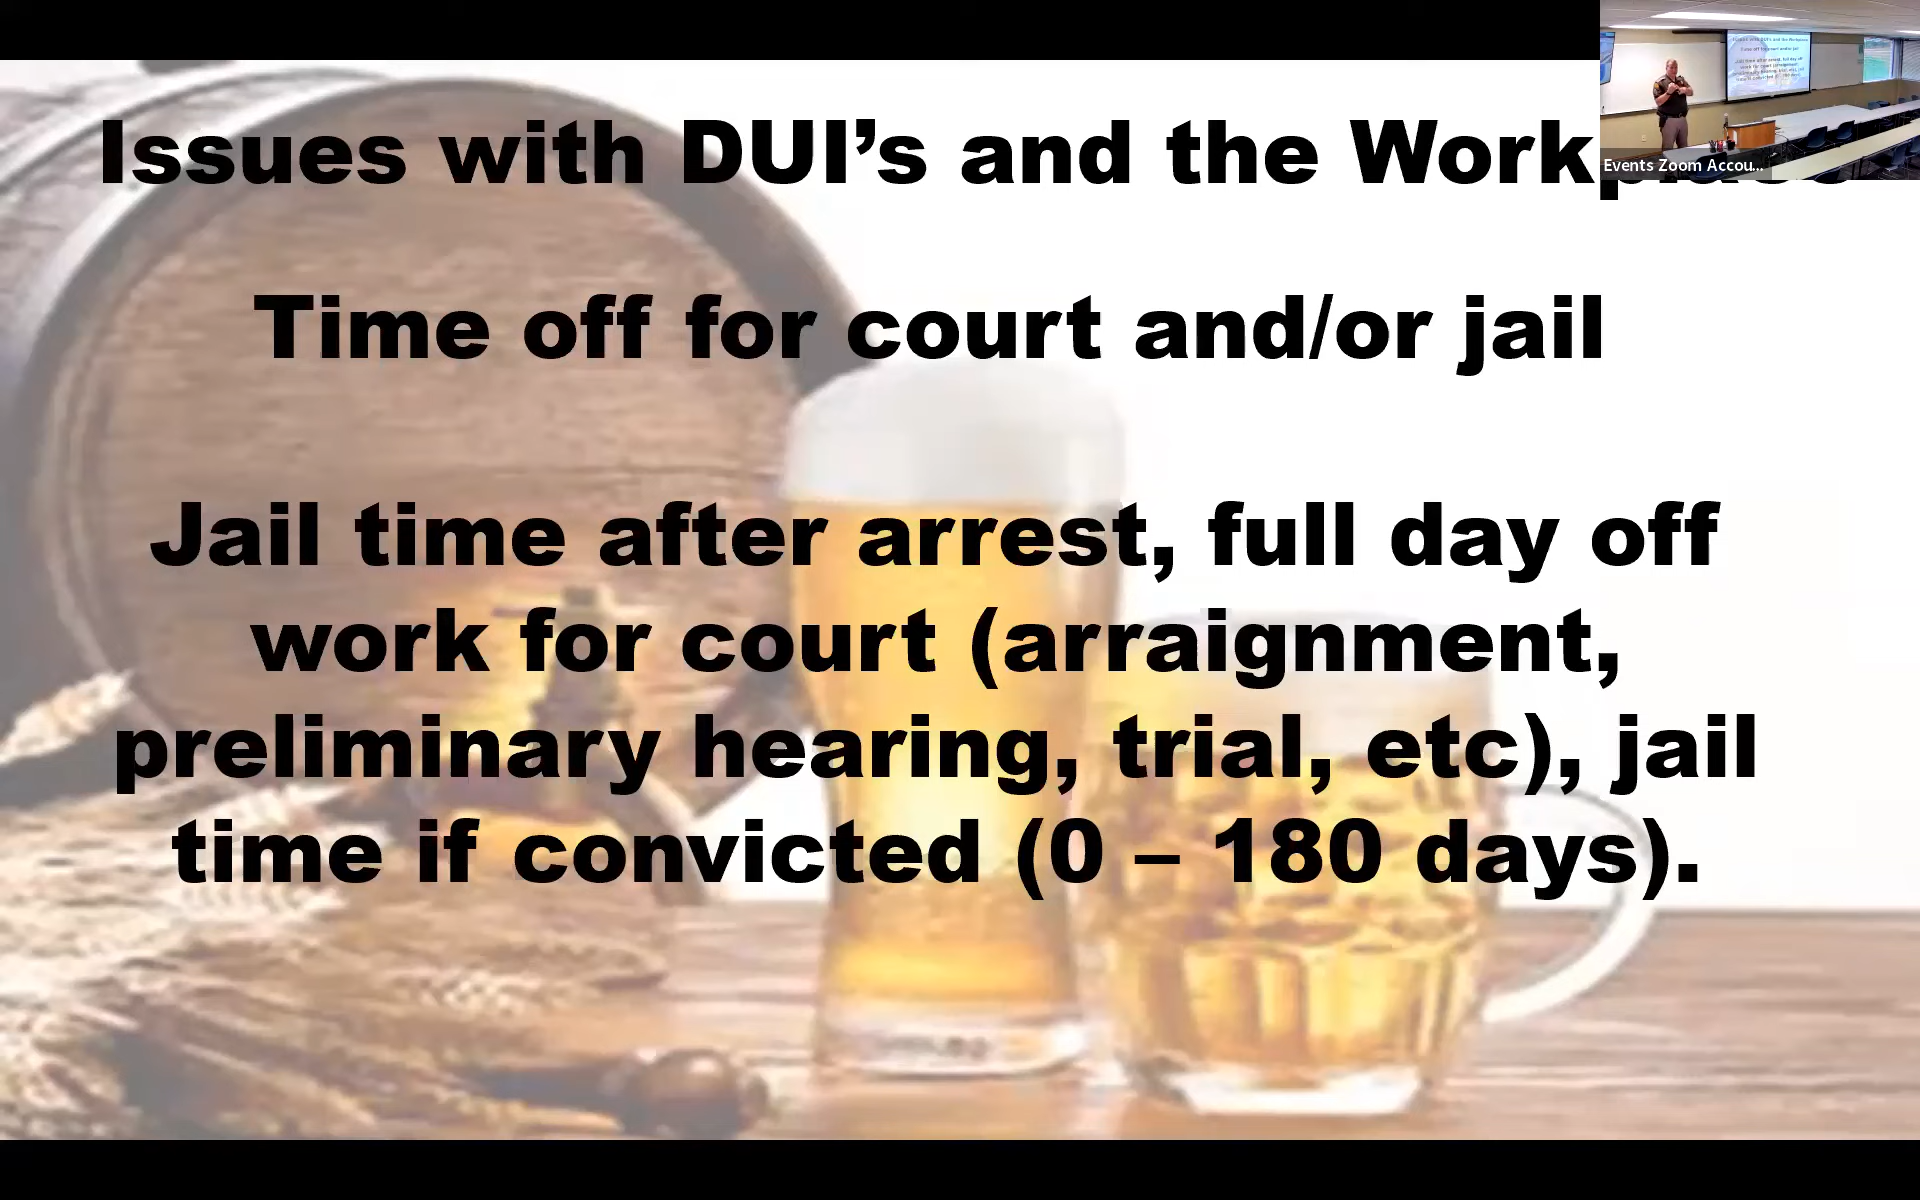 Issues with DUI’s and the Workplace
Events Zoom Accou...
Time off for court and/or jail
Jail time after arrest, full day off
work for court (arraignment,
preliminary hearing, trial, etc), jail
time if convicted (0 – 180 days).